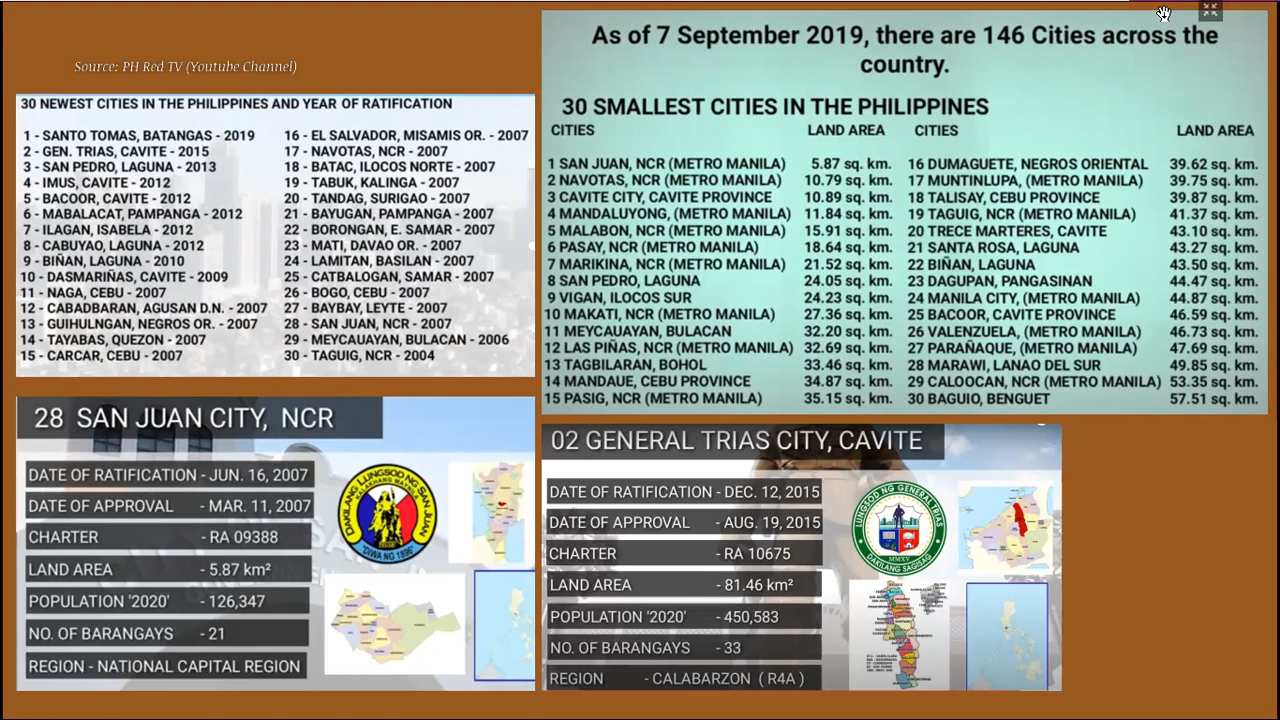 Source: PH Red TV (Youtube Channel)
30 NEWEST CITIES IN THE PHILIPPINES AND YEAR OF RATIFICATION
1 - SANTO TOMAS, BATANGAS - 2019
2 - GEN. TRIAS, CAVITE - 2015
3 - SAN PEDRO, LAGUNA - 2013
4 - IMUS, CAVITE - 2012
5 - BACOOR, CAVITE - 2012
6 - MABALACAT, PAMPANGA - 2012
7 - ILAGAN, ISABELA - 2012
8 - CABUYAO, LAGUNA - 2012
9 - BIÑAN, LAGUNA - 2010
10 - DASMARIÑAS, CAVITE - 2009
11 - NAGA, CEBU - 2007
12 - CABADBARAN, AGUSAN D.N. - 2007
13 - GUIHULNGAN, NEGROS OR. - 2007
14 - TAYABAS, QUEZON - 2007
15 - CARCAR, CEBU - 2007
16 - EL SALVADOR, MISAMIS OR. - 2007
17 - NAVOTAS, NCR - 2007
18 - BATAC, ILOCOS NORTE - 2007
19 - TABUK, KALINGA - 2007
20 - TANDAG, SURIGAO - 2007
21 - BAYUGAN, PAMPANGA - 2007
22 - BORONGAN, E. SAMAR - 2007
23 - MATI, DAVAO OR. - 2007
24 - LAMITAN, BASILAN - 2007
25 - CATBALOGAN, SAMAR - 2007
26 - BOGO, CEBU - 2007
27 - BAYBAY, LEYTE - 2007
28 - SAN JUAN, NCR - 2007
29 - MEYCAUAYAN, BULACAN - 2006
30 - TAGUIG, NCR - 2004
As of 7 September 2019, there are 146 Cities across the
country.
30 SMALLEST CITIES IN THE PHILIPPINES
CITIES LAND AREA CITIES LAND AREA
1 SAN JUAN, NCR (METRO MANILA) 5.87 sq. km.
2 NAVOTAS, NCR (METRO MANILA) 10.79 sq. km.
3 CAVITE CITY, CAVITE PROVINCE 10.89 sq. km.
4 MANDALUYONG, (METRO MANILA) 11.84 sq. km.
5 MALABON, NCR (METRO MANILA) 15.91 sq. km.
6 PASAY, NCR (METRO MANILA) 18.64 sq. km.
7 MARIKINA, NCR (METRO MANILA) 21.52 sq. km.
8 SAN PEDRO, LAGUNA 24.05 sq. km.
9 VIGAN, ILOCOS SUR 24.23 sq. km.
10 MAKATI, NCR (METRO MANILA) 27.36 sq. km.
11 MEYCAUAYAN, BULACAN 32.20 sq. km.
12 LAS PIÑAS, NCR (METRO MANILA) 32.69 sq. km.
13 TAGBILARAN, BOHOL 33.46 sq. km.
14 MANDAUE, CEBU PROVINCE 34.87 sq. km.
15 PASIG, NCR (METRO MANILA) 35.15 sq. km.
16 DUMAGUETE, NEGROS ORIENTAL 39.62 sq. km.
17 MUNTINLUPA, (METRO MANILA) 39.75 sq. km.
18 TALISAY, CEBU PROVINCE 39.87 sq. km.
19 TAGUIG, NCR (METRO MANILA) 41.37 sq. km.
20 TRECE MARTERES, CAVITE 43.10 sq. km.
21 SANTA ROSA, LAGUNA 43.27 sq. km.
22 BIÑAN, LAGUNA 43.50 sq. km.
23 DAGUPAN, PANGASINAN 44.47 sq. km.
24 MANILA CITY, (METRO MANILA) 44.87 sq. km.
25 BACOOR, CAVITE PROVINCE 46.59 sq. km.
26 VALENZUELA, (METRO MANILA) 46.73 sq. km.
27 PARAÑAQUE, (METRO MANILA) 47.69 sq. km.
28 MARAWI, LANAO DEL SUR 49.85 sq. km.
29 CALOOCAN, NCR (METRO MANILA) 53.35 sq. km.
30 BAGUIO, BENGUET 57.51 sq. km.
28 SAN JUAN CITY, NCR
DATE OF RATIFICATION - JUN. 16, 2007
DATE OF APPROVAL - MAR. 11, 2007
CHARTER - RA 09388
LAND AREA - 5.87 km²
POPULATION '2020' - 126,347
NO. OF BARANGAYS - 21
REGION - NATIONAL CAPITAL REGION
DAKILANG LUNGSOD NG SAN JUAN
KALAKHANG MAYNILA
"DIWA NG 1896"
02 GENERAL TRIAS CITY, CAVITE
DATE OF RATIFICATION - DEC. 12, 2015
DATE OF APPROVAL - AUG. 19, 2015
CHARTER - RA 10675
LAND AREA - 81.46 km²
POPULATION '2020' - 450,583
NO. OF BARANGAYS - 33
REGION - CALABARZON ( R4A )
LUNGSOD NG GENERAL TRIAS
MMXV
DAKILANG SAGISAG